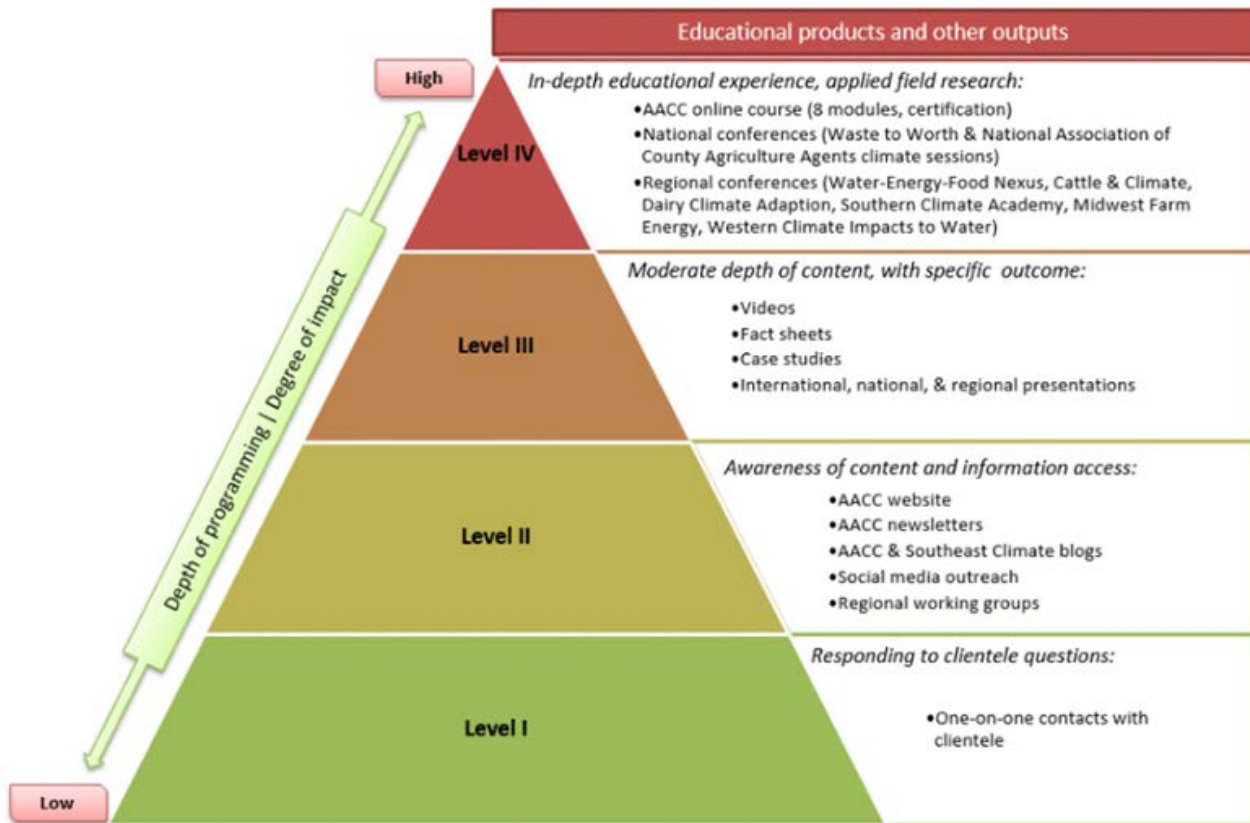 Educational products and other outputs
High
In-depth educational experience, applied field research:
•AACC online course (8 modules, certification)
•National conferences (Waste to Worth & National Association of
County Agriculture Agents climate sessions)
•Regional conferences (Water-Energy-Food Nexus, Cattle & Climate,
Dairy Climate Adaption, Southern Climate Academy, Midwest Farm
Energy, Western Climate Impacts to Water)
Level IV
Moderate depth of content, with specific outcome:
•Videos
•Fact sheets
•Case studies
•International, national, & regional presentations
Level III
Depth of programming | Degree of impact
Awareness of content and information access:
•AACC website
•AACC newsletters
•AACC & Southeast Climate blogs
•Social media outreach
•Regional working groups
Level II
Responding to clientele questions:
•One-on-one contacts with
clientele
Level I
Low